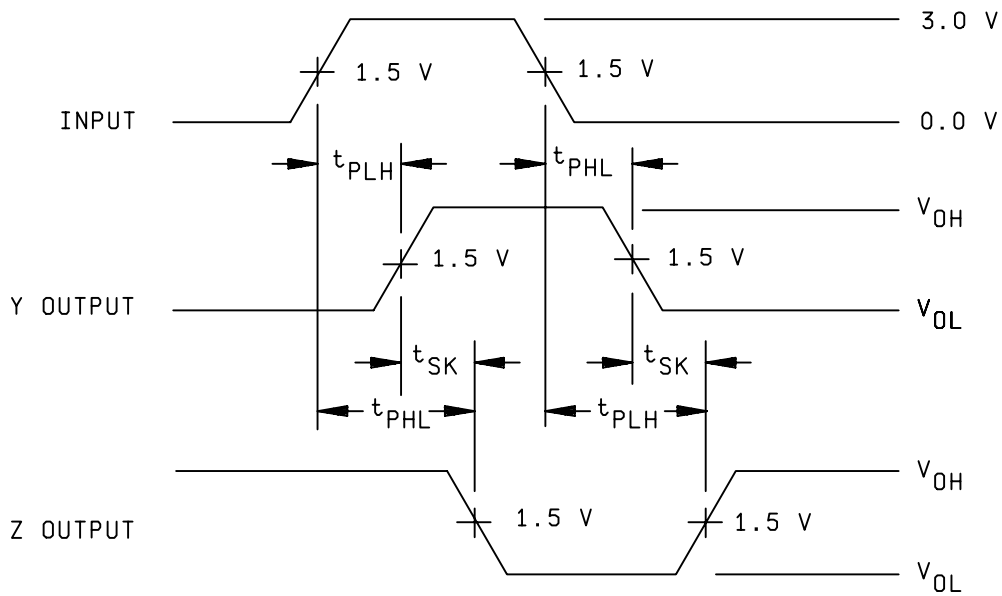 3.0 V
1.5 V 1.5 V
INPUT 0.0 V
tPLH tPHL
VOH
1.5 V 1.5 V
Y OUTPUT VOL
tSK tSK
tPHL tPLH
VOH
Z OUTPUT 1.5 V 1.5 V
VOL